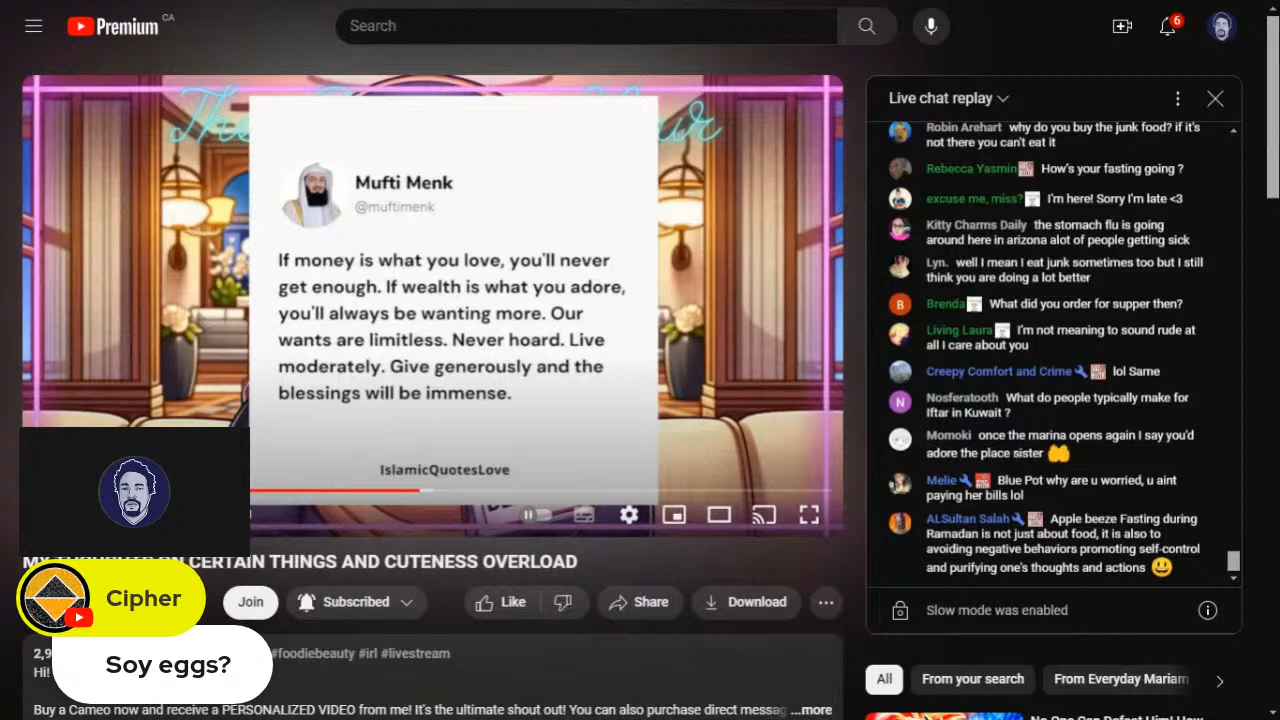 Premium CA
Search
6
The
ur
Mufti Menk
@muftimenk
If money is what you love, you'll never
get enough. If wealth is what you adore,
you'll always be wanting more. Our
wants are limitless. Never hoard. Live
moderately. Give generously and the
blessings will be immense.
IslamicQuotesLove
CERTAIN THINGS AND CUTENESS OVERLOAD
Join
Subscribed
Like
Share
Download
Cipher
Soy eggs?
2,9
#foodiebeauty #irl #livestream
Hi!
Buy a Cameo now and receive a PERSONALIZED VIDEO from me! It's the ultimate shout out! You can also purchase direct messag ...more
Live chat replay
Robin Arehart why do you buy the junk food? if it's
not there you can't eat it
Rebecca Yasmin How's your fasting going ?
excuse me, miss? I'm here! Sorry I'm late <3
Kitty Charms Daily the stomach flu is going
around here in arizona alot of people getting sick
Lyn. well I mean I eat junk sometimes too but I still
think you are doing a lot better
B
Brenda What did you order for supper then?
Living Laura I'm not meaning to sound rude at
all I care about you
Creepy Comfort and Crime lol Same
N
Nosferatooth What do people typically make for
Iftar in Kuwait ?
Momoki once the marina opens again I say you'd
adore the place sister 🤲
Melie Blue Pot why are u worried, u aint
paying her bills lol
ALSultan Salah Apple beeze Fasting during
Ramadan is not just about food, it is also to
avoiding negative behaviors promoting self-control
and purifying one's thoughts and actions 😃
Slow mode was enabled
All
From your search
From Everyday Mariam
No One Can Defeat Him! How